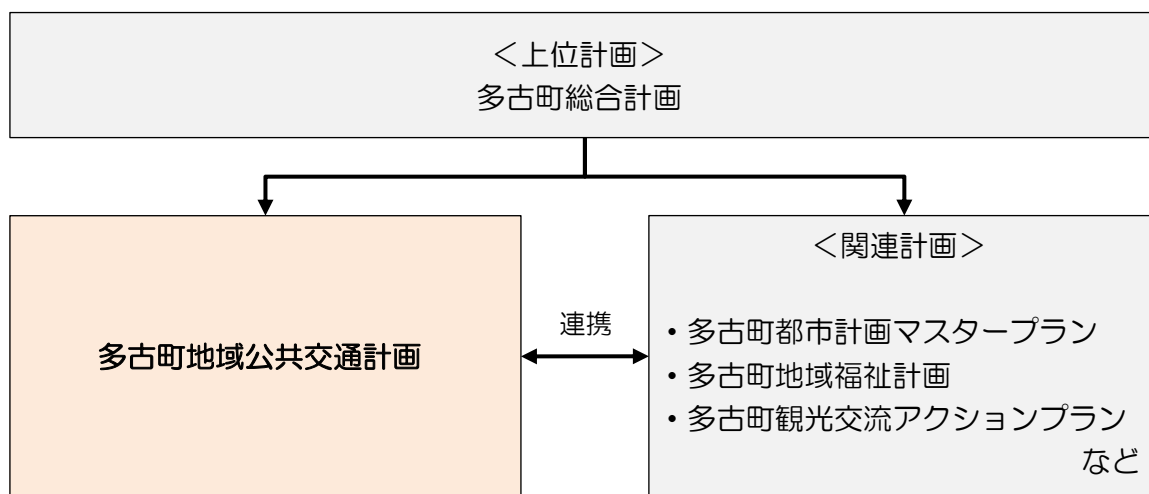 ＜上位計画＞
多古町総合計画
多古町地域公共交通計画
連携
＜関連計画＞
・多古町都市計画マスタープラン
・多古町地域福祉計画
・多古町観光交流アクションプラン
など